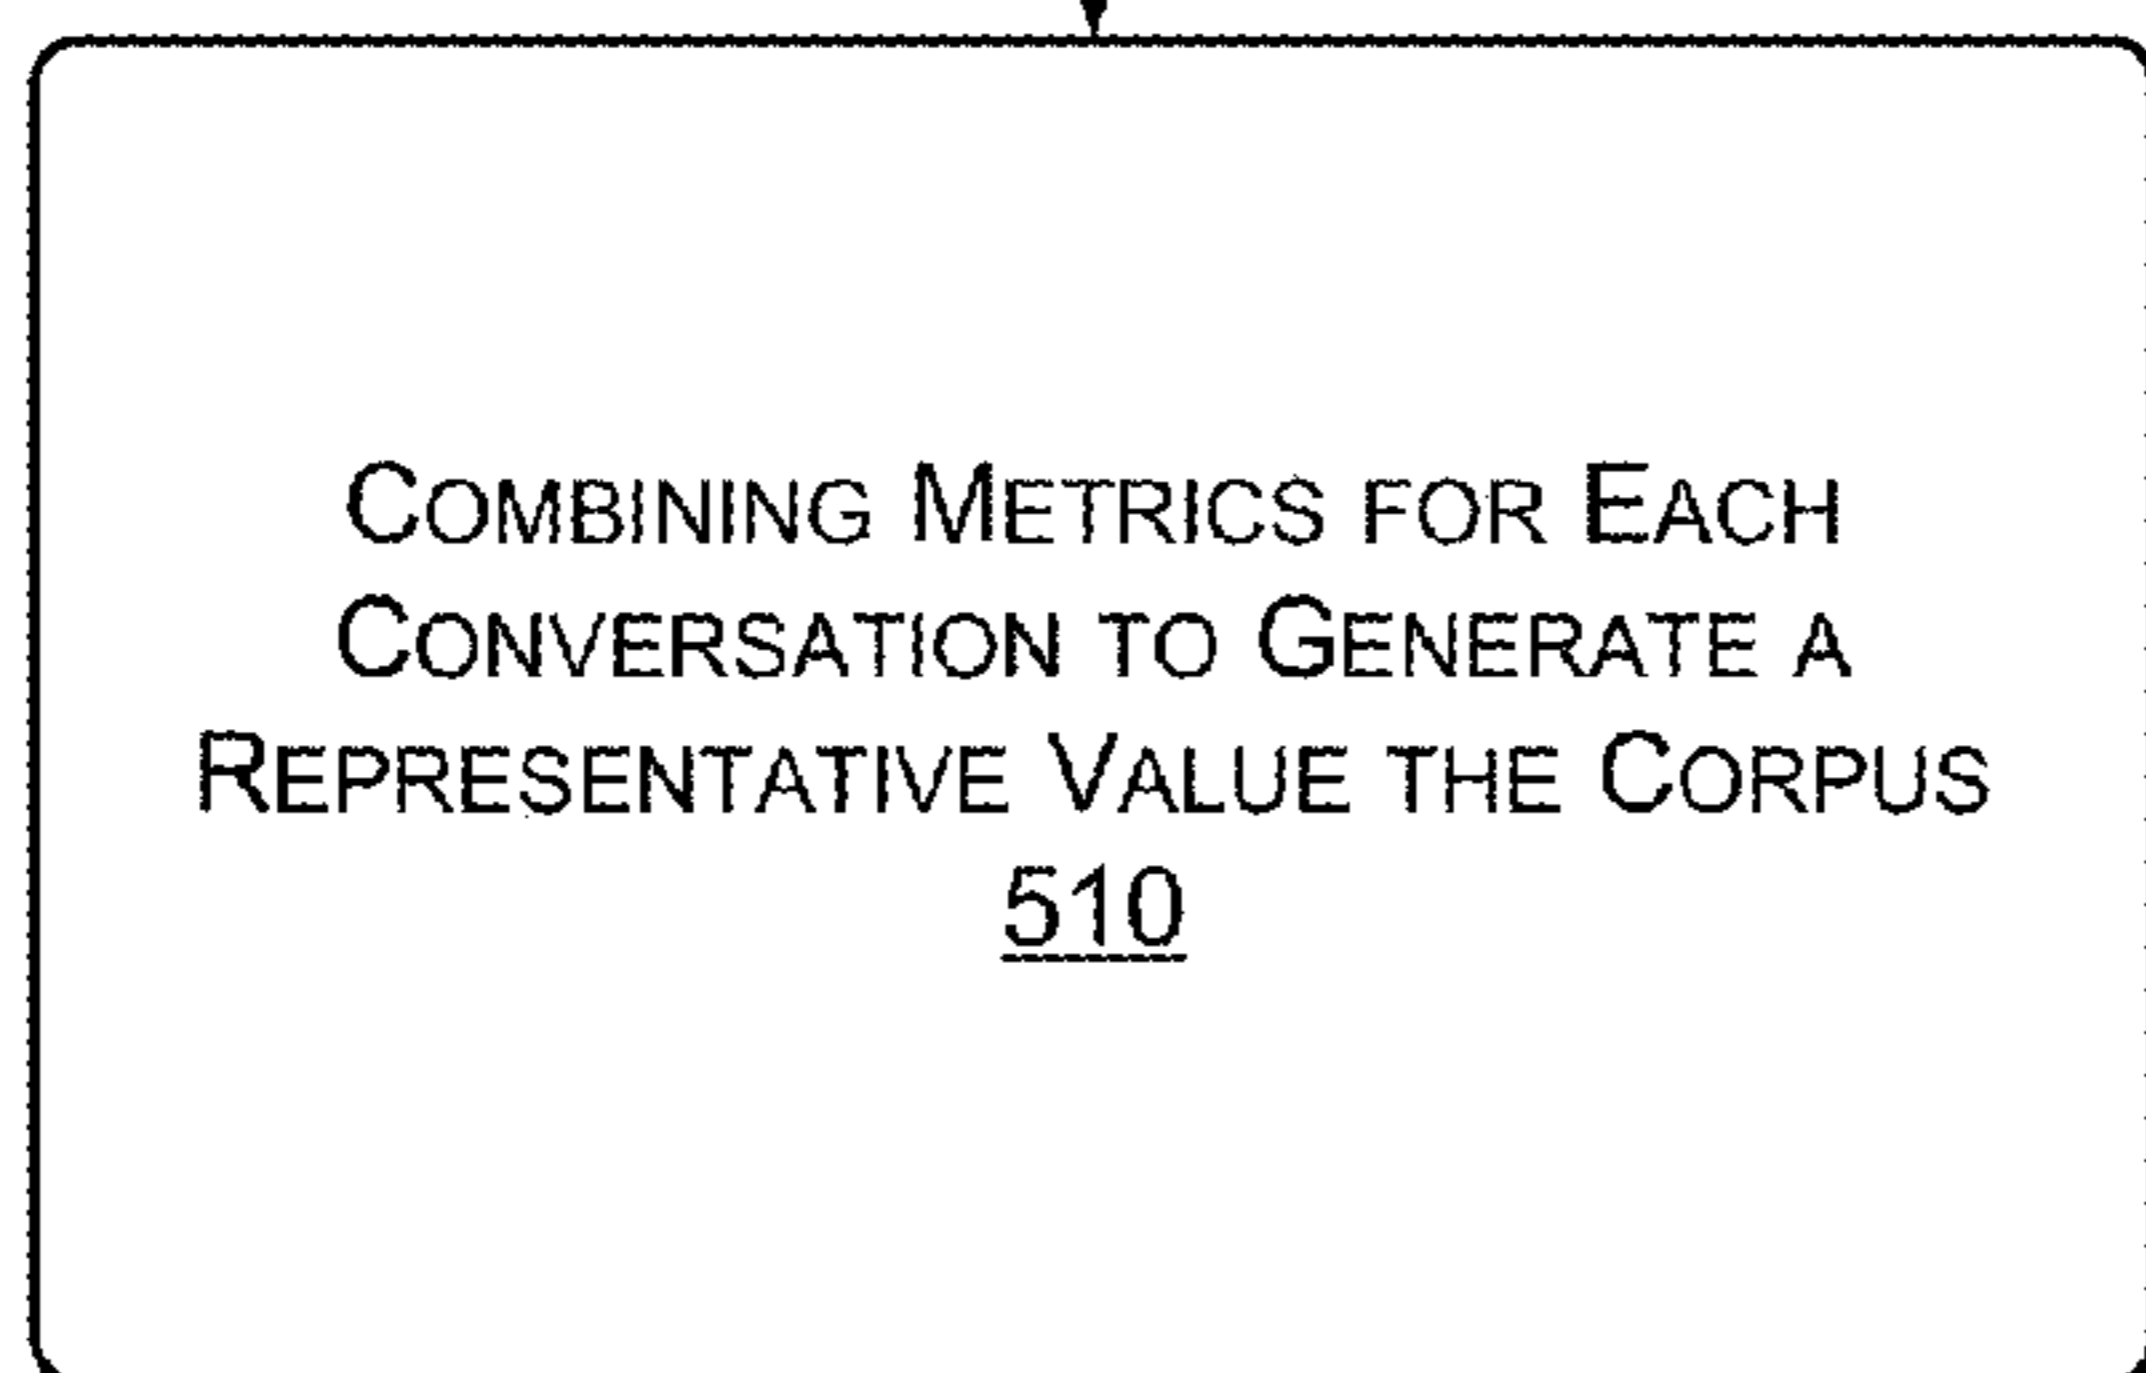 COMBINING METRICS FOR EACH
CONVERSATION TO GENERATE A
REPRESENTATIVE VALUE THE CORPUS
510